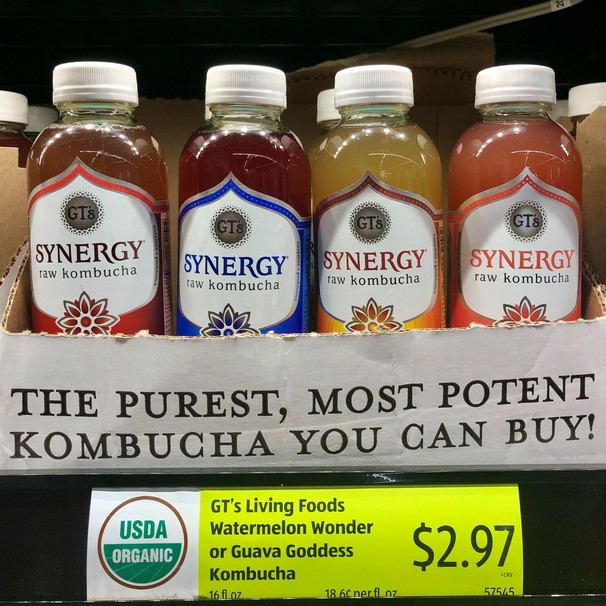 GT's GT's GT's GT's
SYNERGY SYNERGY SYNERGY SYNERGY
raw kombucha raw kombucha raw kombucha raw kombucha
THE PUREST, MOST POTENT
KOMBUCHA YOU CAN BUY!
USDA
ORGANIC
GT's Living Foods
Watermelon Wonder
or Guava Goddess
Kombucha
$2.97
+CRV
16 fl oz 18.6¢ per fl oz 57545